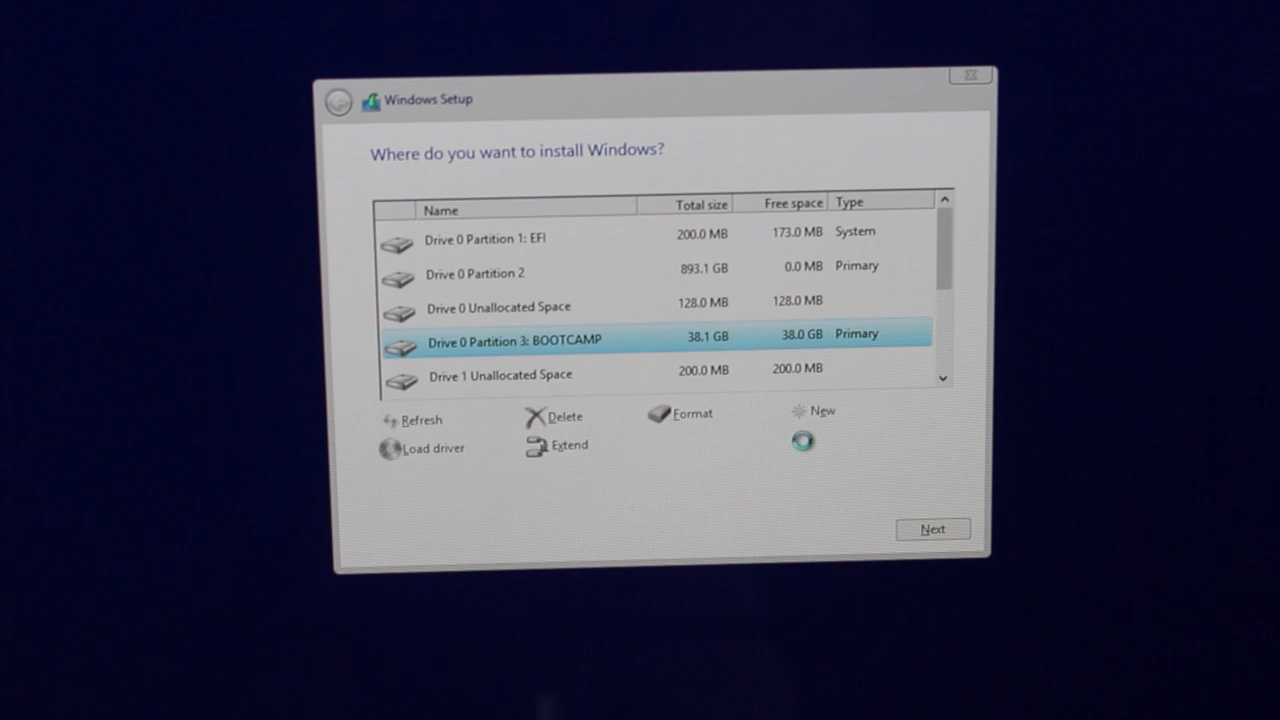 Windows Setup
Where do you want to install Windows?
Name Total size Free space Type
Drive 0 Partition 1: EFI 200.0 MB 173.0 MB System
Drive 0 Partition 2 893.1 GB 0.0 MB Primary
Drive 0 Unallocated Space 128.0 MB 128.0 MB
Drive 0 Partition 3: BOOTCAMP 38.1 GB 38.0 GB Primary
Drive 1 Unallocated Space 200.0 MB 200.0 MB
Refresh Delete Format New
Load driver Extend
Next